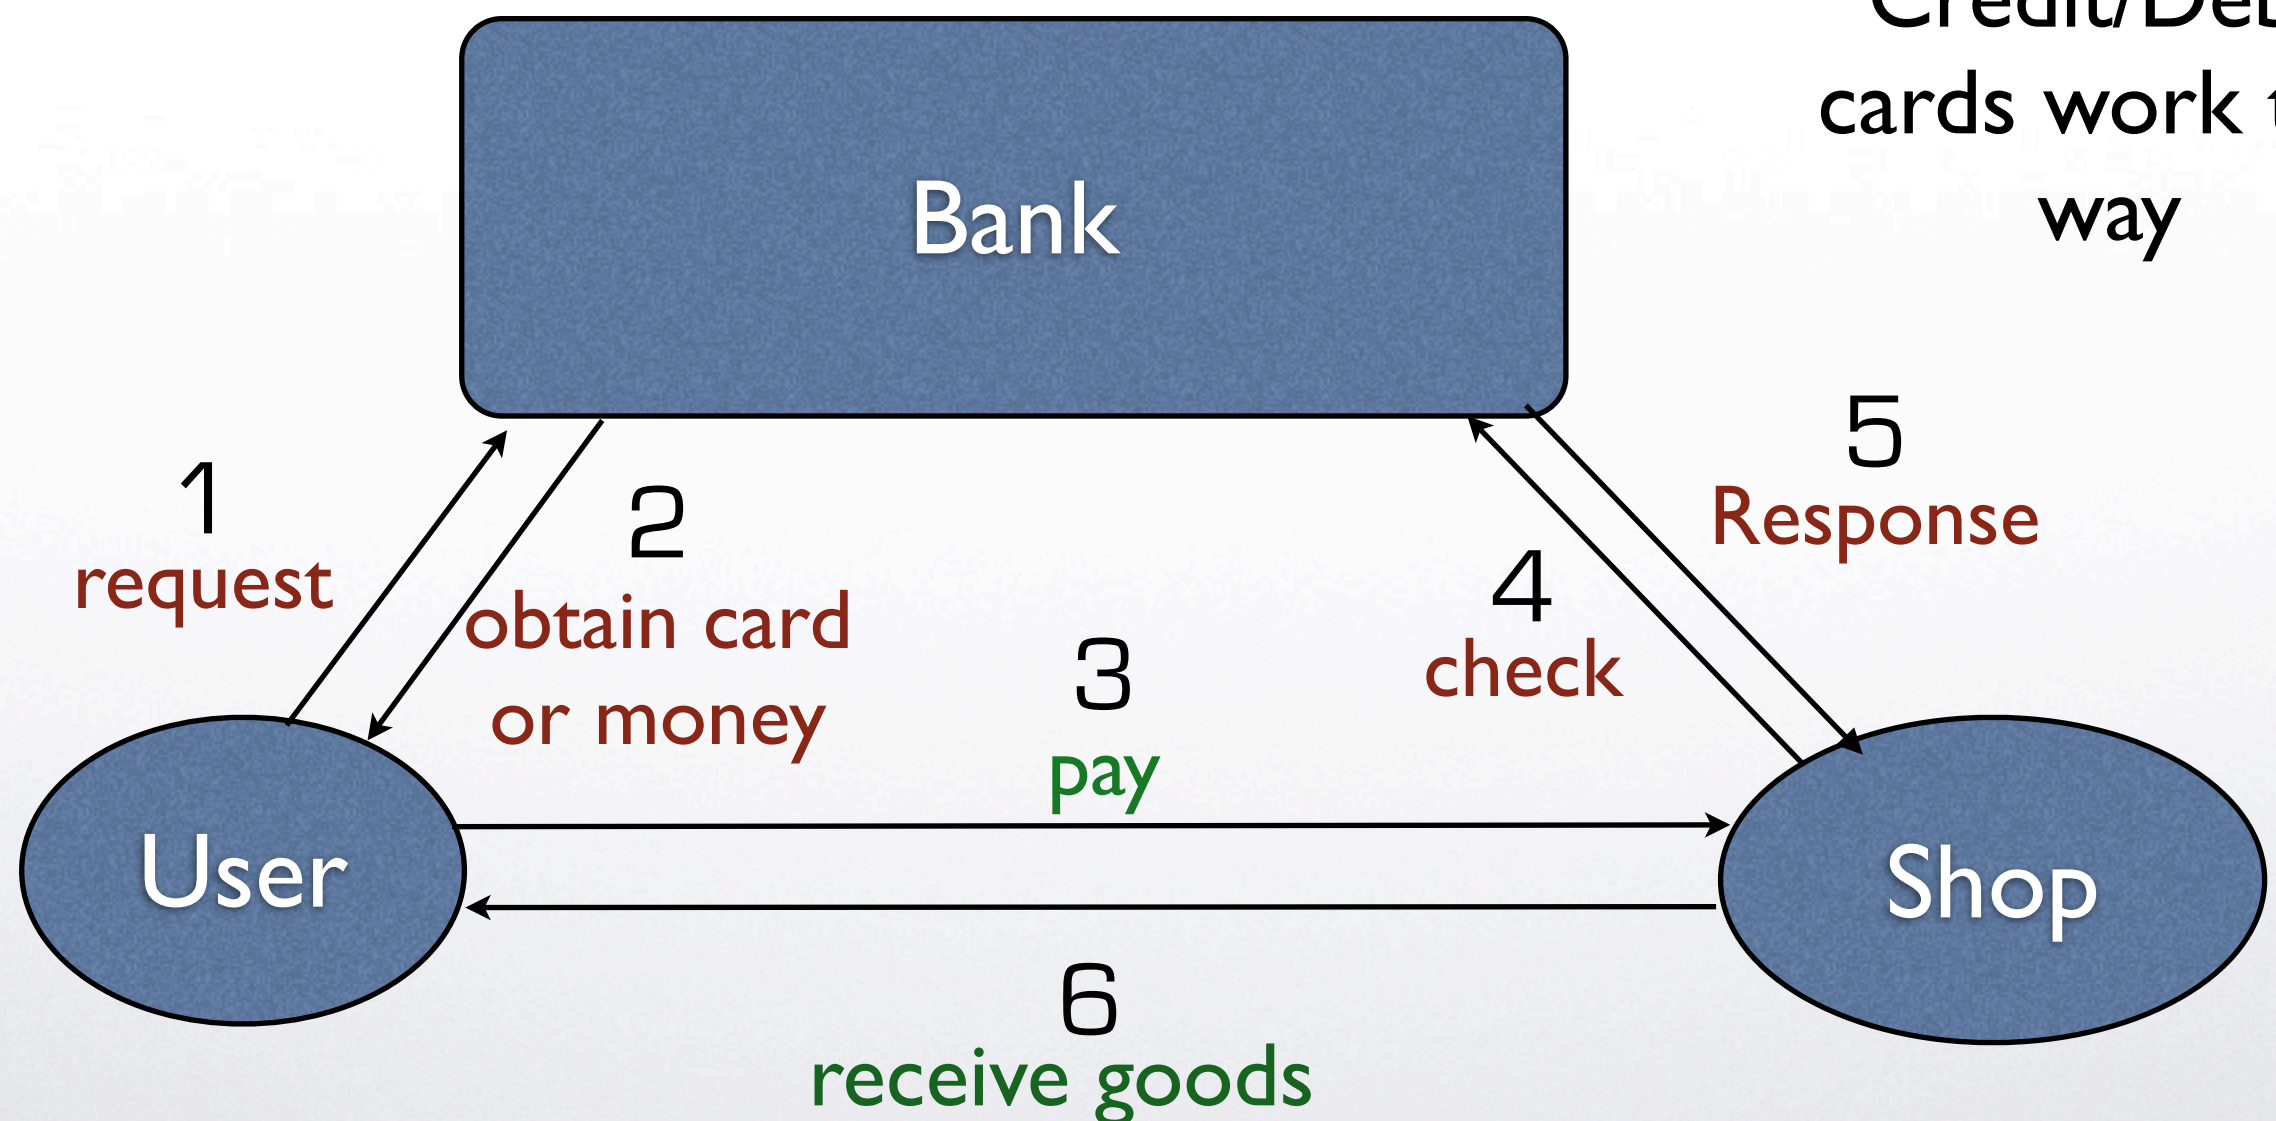 Bank
cards work
way
1
request
2
obtain card
or money
3
pay
4
check
5
Response
User
Shop
6
receive goods